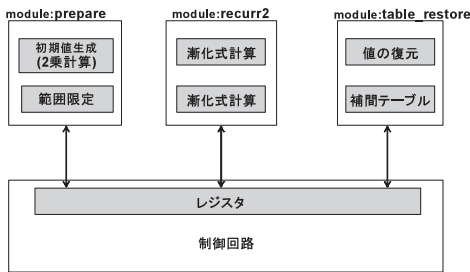 module:prepare
初期値生成
(2乗計算)
範囲限定
module:recurr2
漸化式計算
漸化式計算
module:table_restore
値の復元
補間テーブル
レジスタ
制御回路